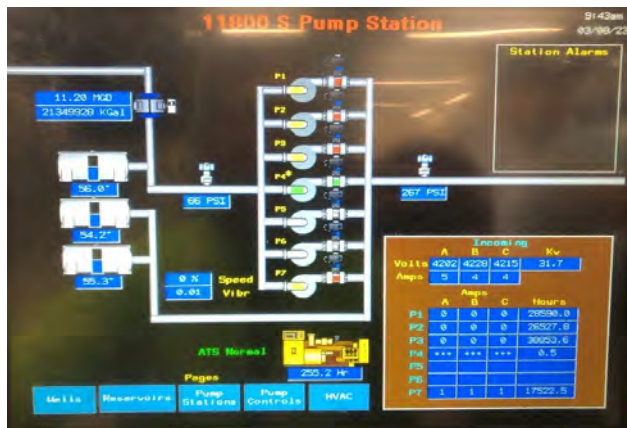 11800 S Pump Station
9:43am
03/08/23
Station Alarms
11.20 MGD
21349928 KGal
P1
P2
P3
P4*
P5
P6
P7
56.0"
54.2"
55.3"
66 PSI
267 PSI
0 % Speed
0.01 Vibr
ATS Normal
255.2 Hr
Incoming
A B C Kv
Volts 4202 4228 4215 31.7
Amps 5 4 4
Amps
A B C Hours
P1 0 0 0 28590.0
P2 0 0 0 26527.8
P3 0 0 0 38853.6
P4 *** *** *** 0.5
P5
P6
P7 1 1 1 17522.5
Pages
Wells Reservoirs Pump Stations Pump Controls HVAC